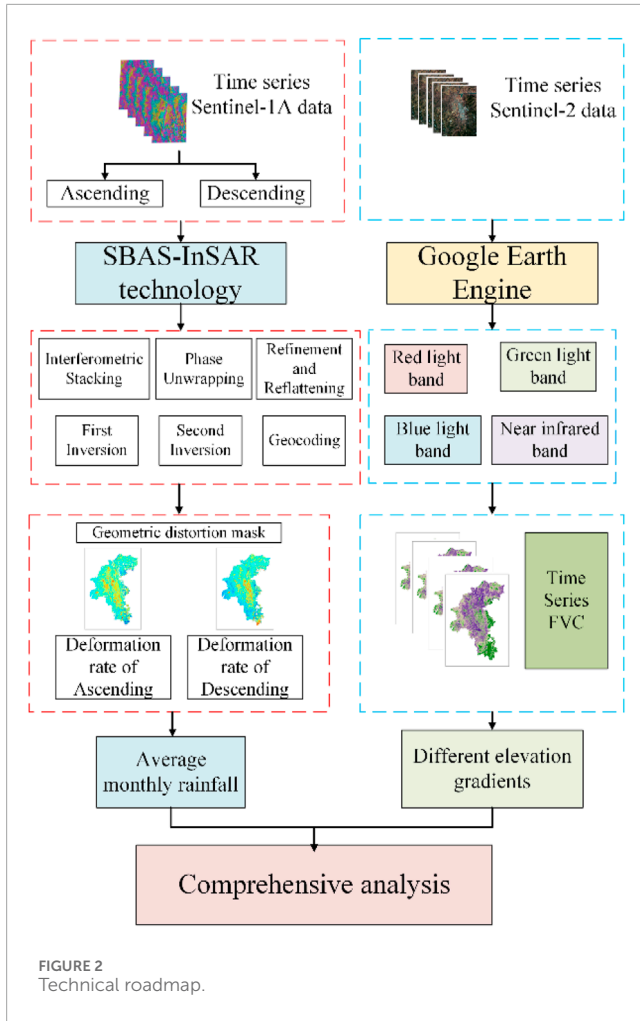 Time series
Sentinel-1A data
Ascending
Descending
SBAS-InSAR
technology
Interferometric
Stacking
Phase
Unwrapping
Refinement
and
Reflattening
First
Inversion
Second
Inversion
Geocoding
Geometric distortion mask
Deformation
rate of
Ascending
Deformation
rate of
Descending
Average
monthly rainfall
Time series
Sentinel-2 data
Google Earth
Engine
Red light
band
Green light
band
Blue light
band
Near infrared
band
Time
Series
FVC
Different elevation
gradients
Comprehensive analysis
FIGURE 2
Technical roadmap.